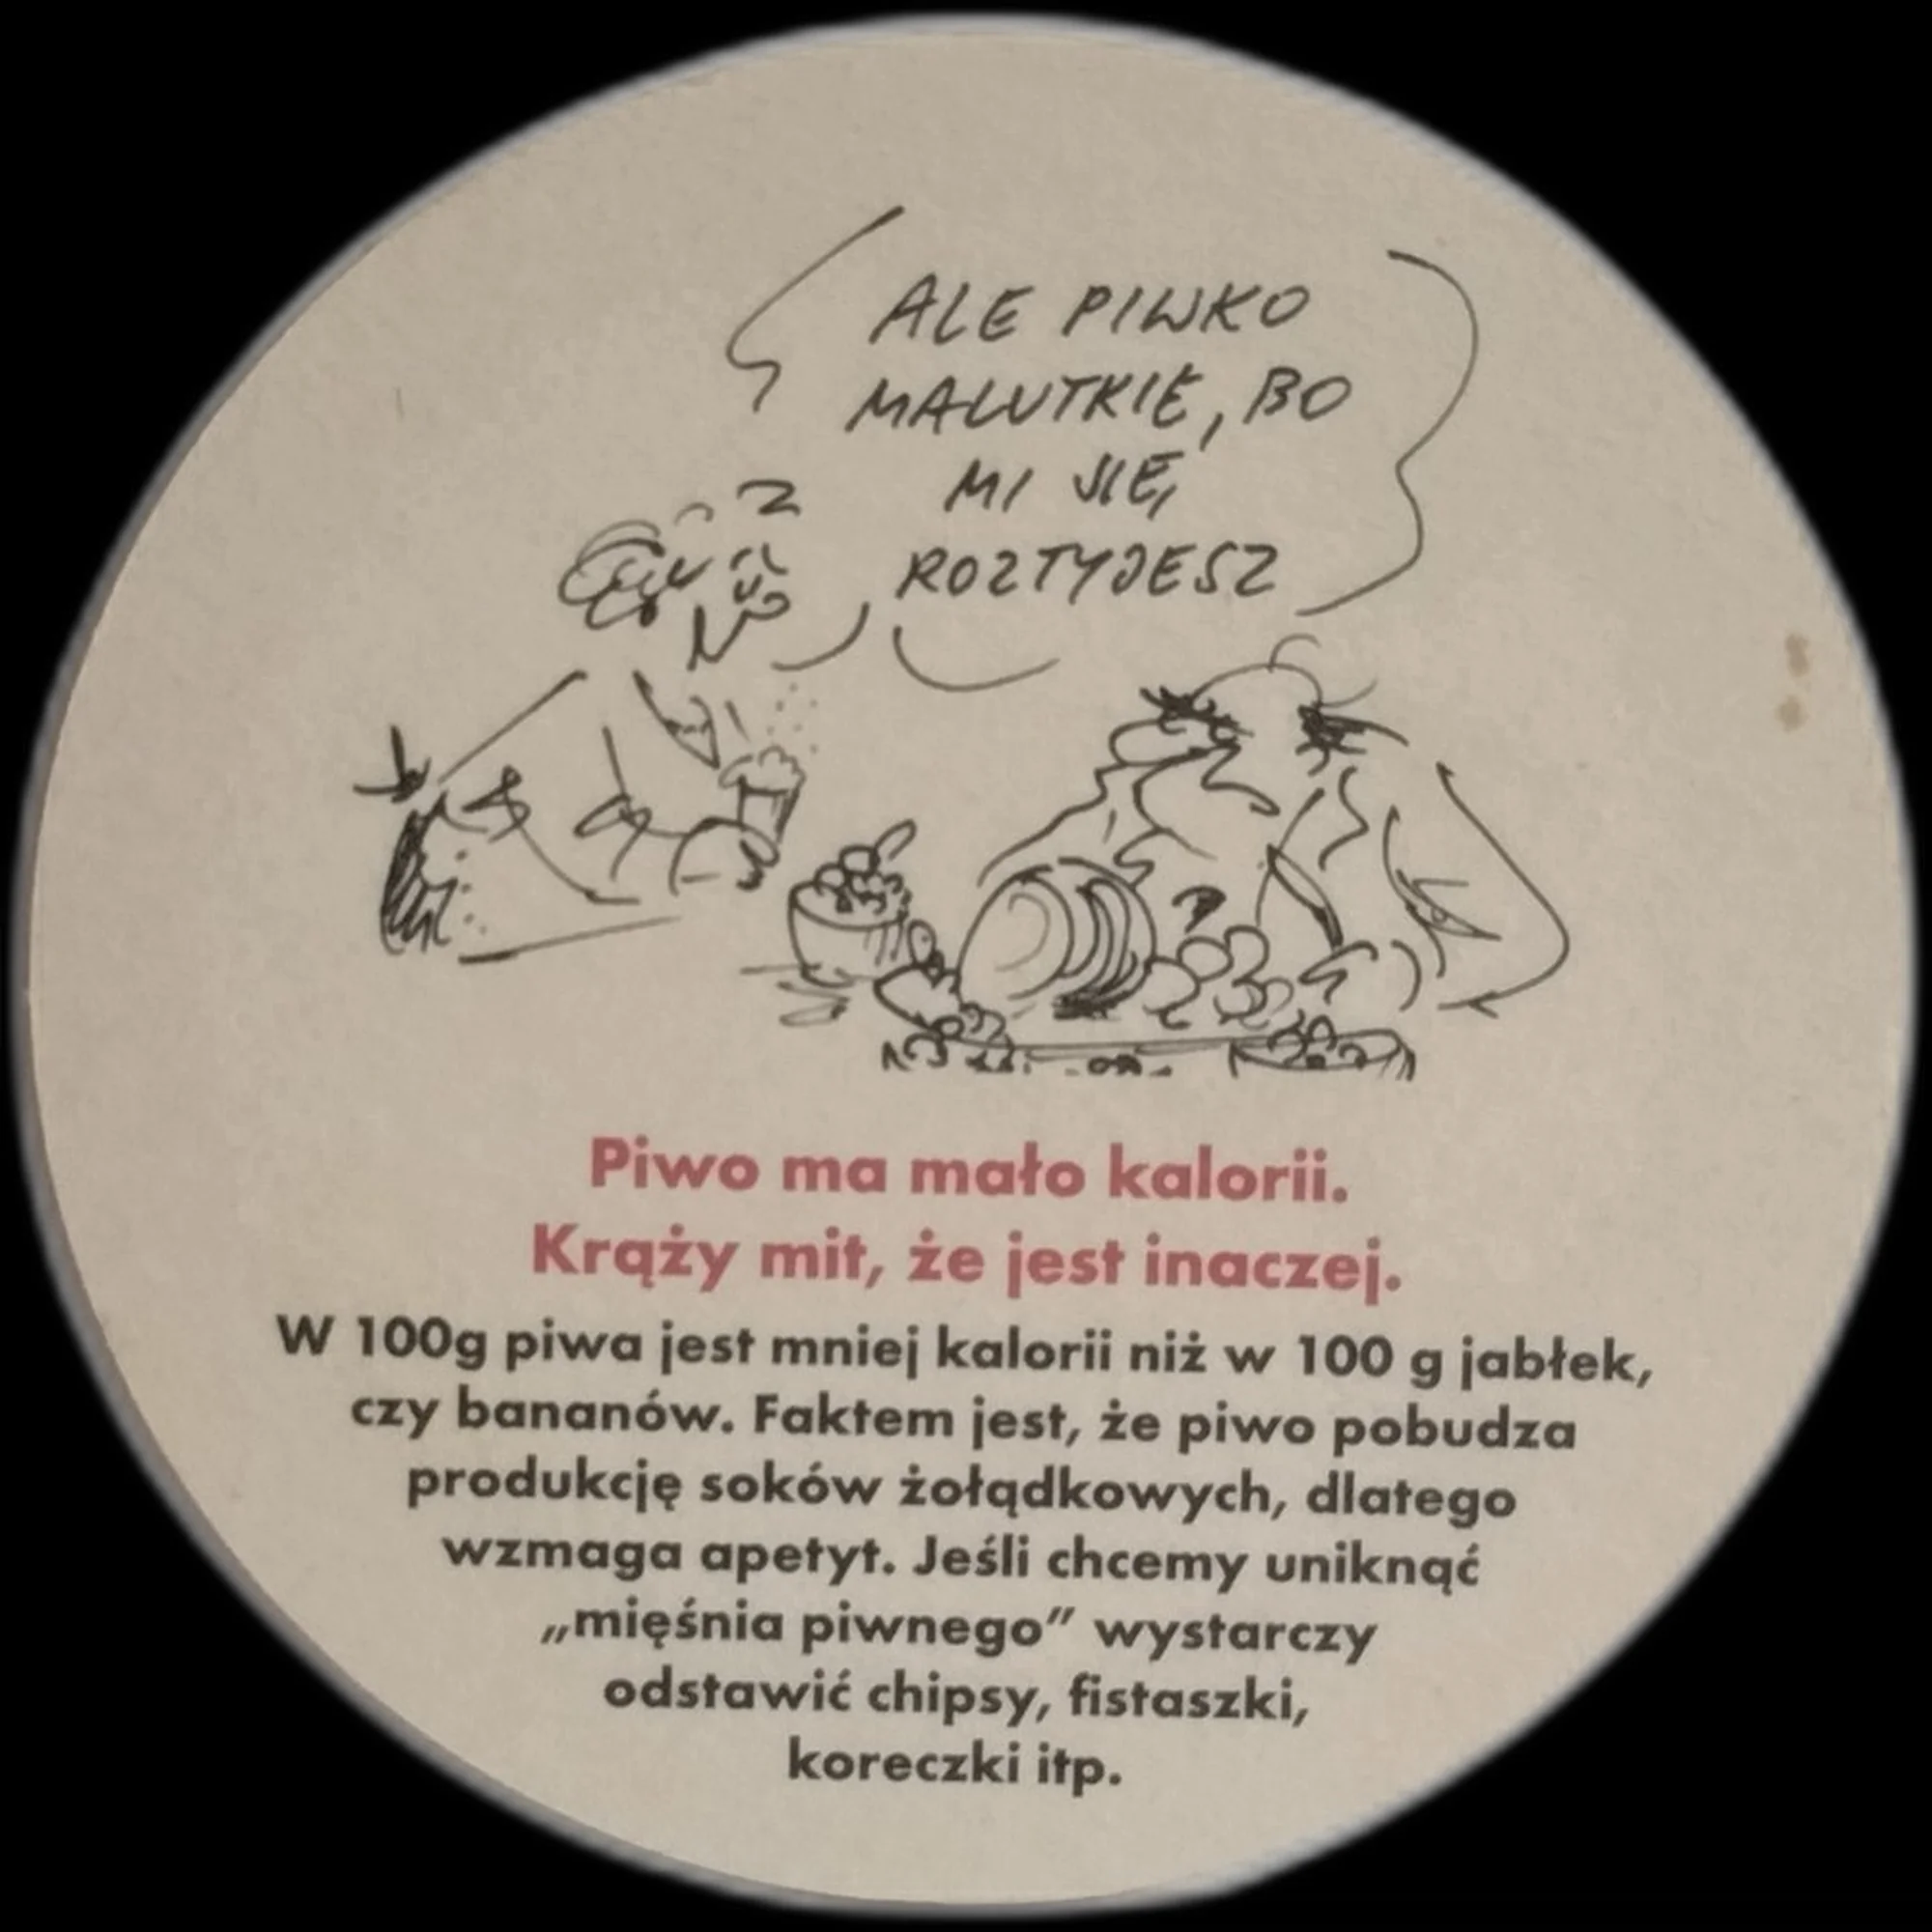 ALE PIWKO
MALUTKIE, BO
MI SIĘ
ROZTYJESZ
Piwo ma mało kalorii.
Krąży mit, że jest inaczej.
W 100g piwa jest mniej kalorii niż w 100 g jabłek,
czy bananów. Faktem jest, że piwo pobudza
produkcję soków żołądkowych, dlatego
wzmaga apetyt. Jeśli chcemy uniknąć
„mięśnia piwnego” wystarczy
odstawić chipsy, fistaszki,
koreczki itp.